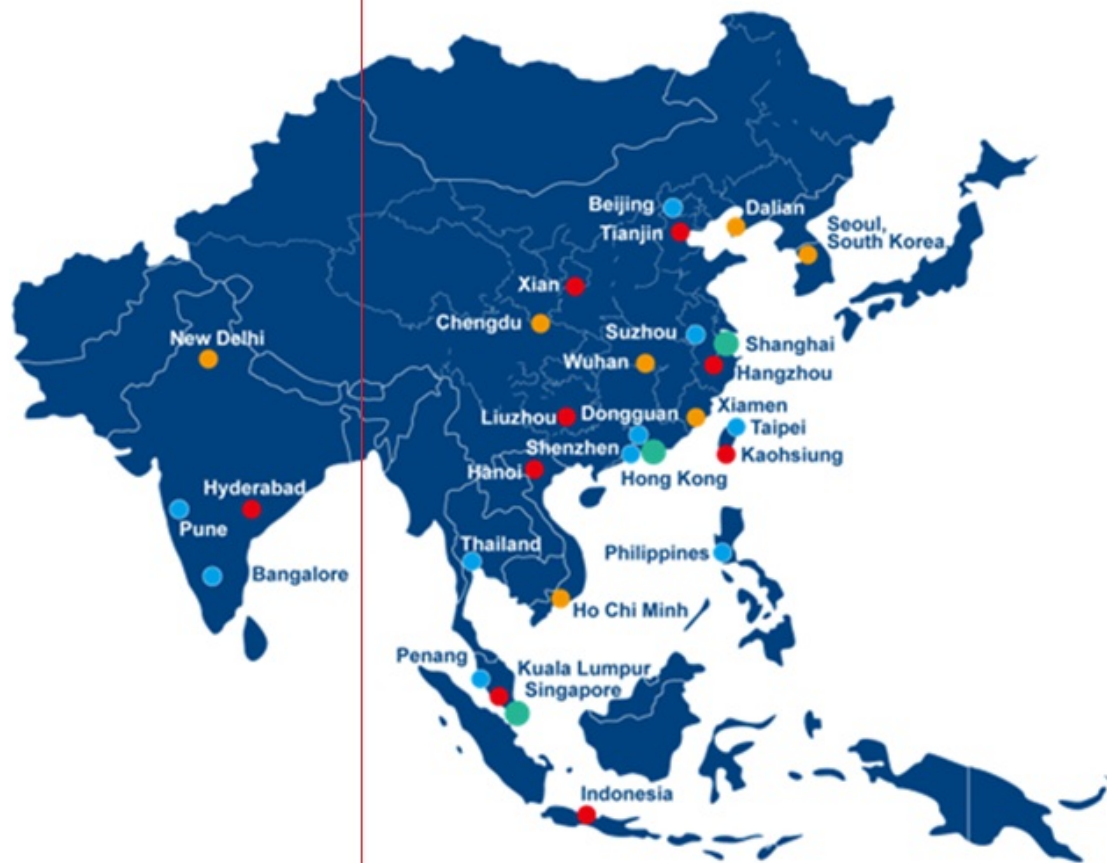 Beijing
Dalian
Tianjin
Seoul,
South Korea
Xian
Chengdu
Suzhou
Shanghai
New Delhi
Wuhan
Hangzhou
Xiamen
Liuzhou
Dongguan
Taipei
Shenzhen
Kaohsiung
Hanoi
Hong Kong
Hyderabad
Pune
Thailand
Philippines
Bangalore
Ho Chi Minh
Penang
Kuala Lumpur
Singapore
Indonesia